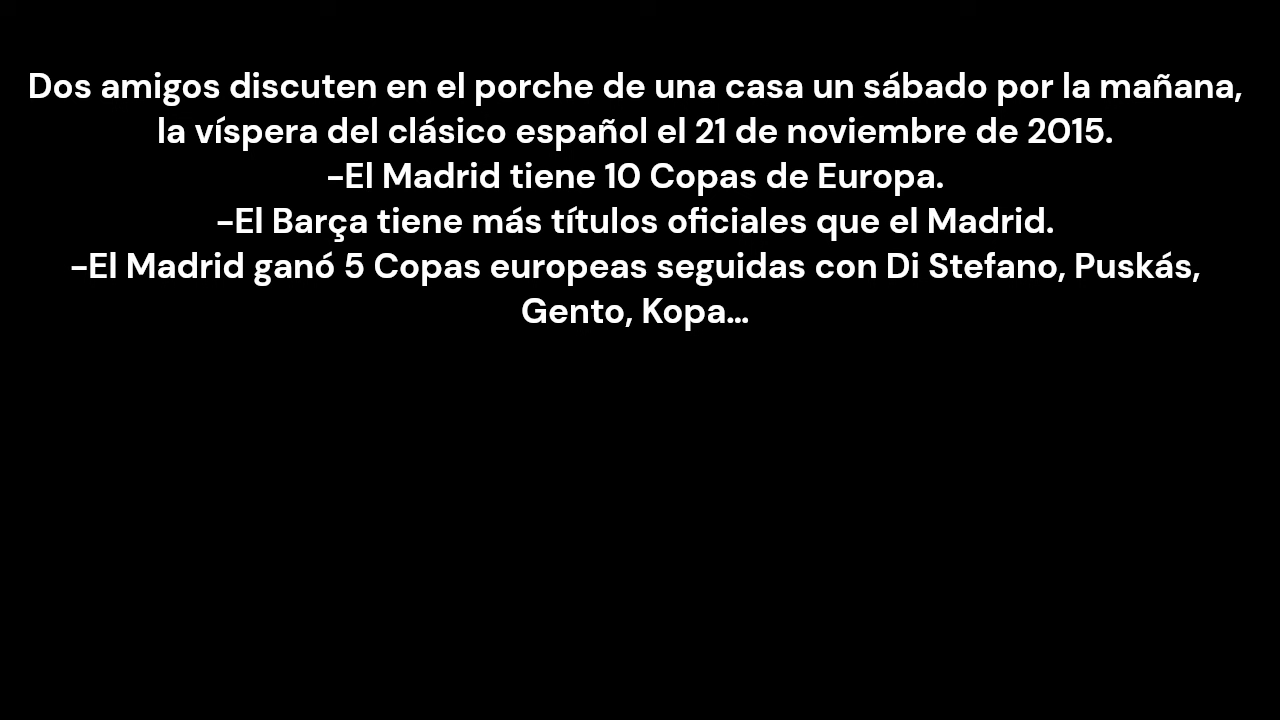 Dos amigos discuten en el porche de una casa un sábado por la mañana,
la víspera del clásico español el 21 de noviembre de 2015.
-El Madrid tiene 10 Copas de Europa.
-El Barça tiene más títulos oficiales que el Madrid.
-El Madrid ganó 5 Copas europeas seguidas con Di Stefano, Puskás,
Gento, Kopa...